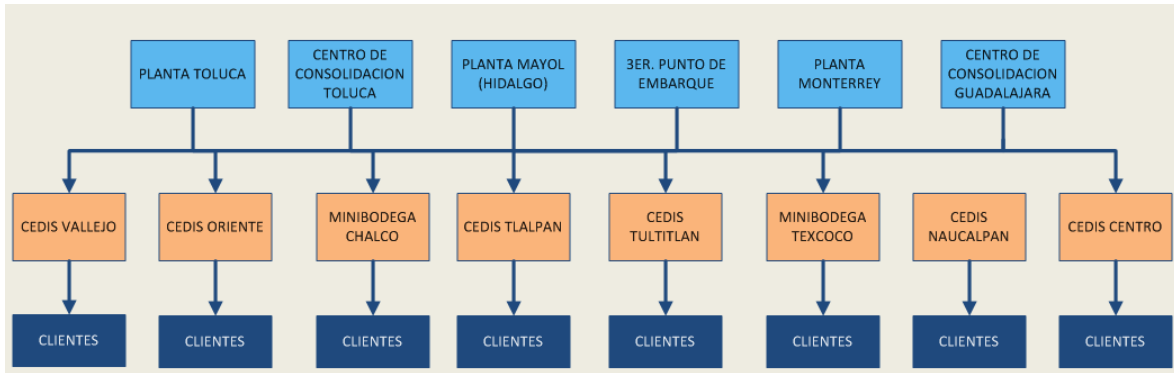 PLANTA TOLUCA
CENTRO DE
CONSOLIDACION
TOLUCA
PLANTA MAYOL
(HIDALGO)
3ER. PUNTO DE
EMBARQUE
PLANTA
MONTERREY
CENTRO DE
CONSOLIDACION
GUADALAJARA
CEDIS VALLEJO
CEDIS ORIENTE
MINIBODEGA
CHALCO
CEDIS TLALPAN
CEDIS
TULTITLAN
MINIBODEGA
TEXCOCO
CEDIS
NAUCALPAN
CEDIS CENTRO
CLIENTES
CLIENTES
CLIENTES
CLIENTES
CLIENTES
CLIENTES
CLIENTES
CLIENTES